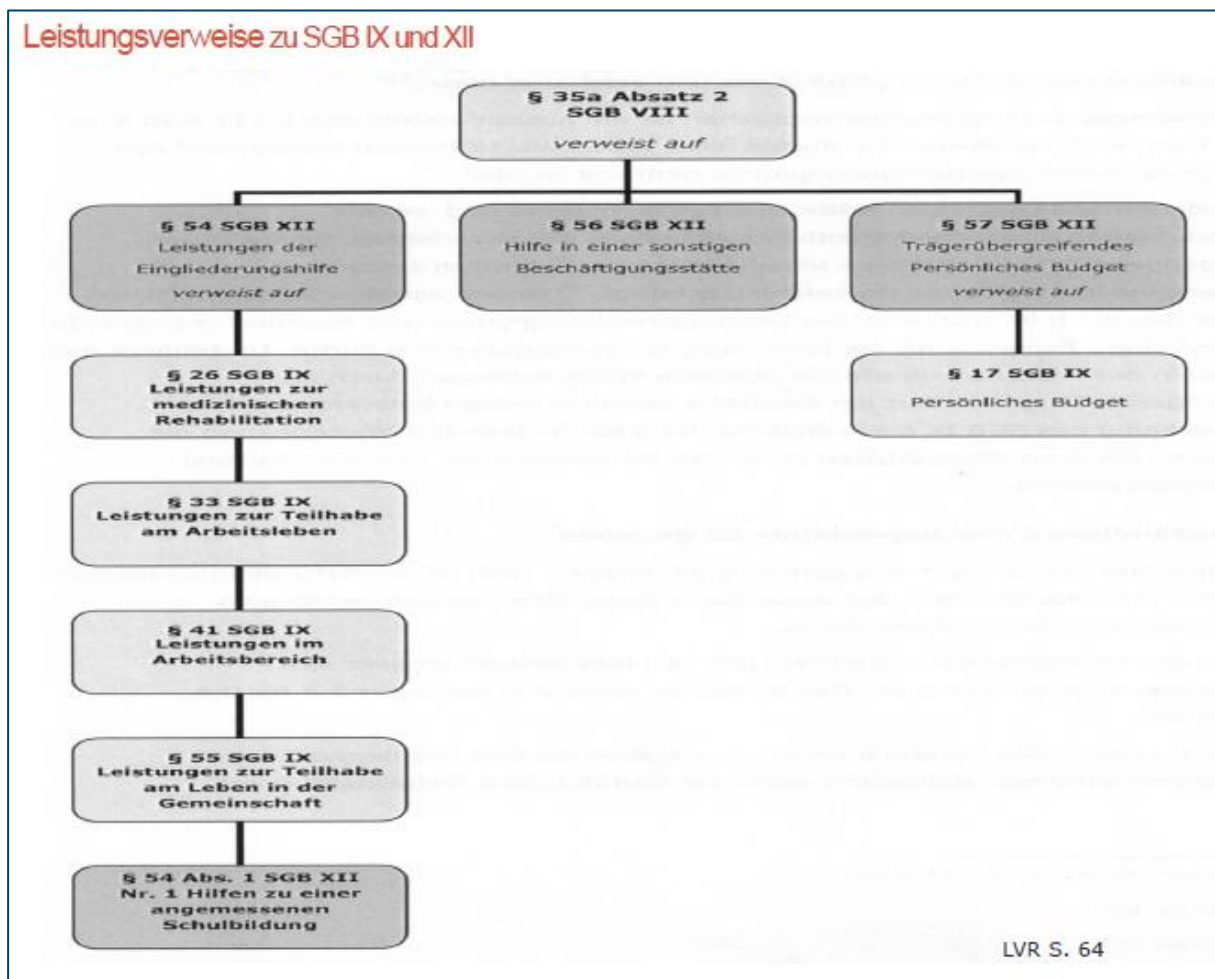 Leistungsverweise zu SGB IX und XII
§ 35a Absatz 2
SGB VIII
verweist auf
§ 54 SGB XII
Leistungen der
Eingliederungshilfe
verweist auf
§ 56 SGB XII
Hilfe in einer sonstigen
Beschäftigungsstätte
§ 57 SGB XII
Trägerübergreifendes
Persönliches Budget
verweist auf
§ 26 SGB IX
Leistungen zur
medizinischen
Rehabilitation
§ 17 SGB IX
Persönliches Budget
§ 33 SGB IX
Leistungen zur Teilhabe
am Arbeitsleben
§ 41 SGB IX
Leistungen im
Arbeitsbereich
§ 55 SGB IX
Leistungen zur Teilhabe
am Leben in der
Gemeinschaft
§ 54 Abs. 1 SGB XII
Nr. 1 Hilfen zu einer
angemessenen
Schulbildung
LVR S. 64